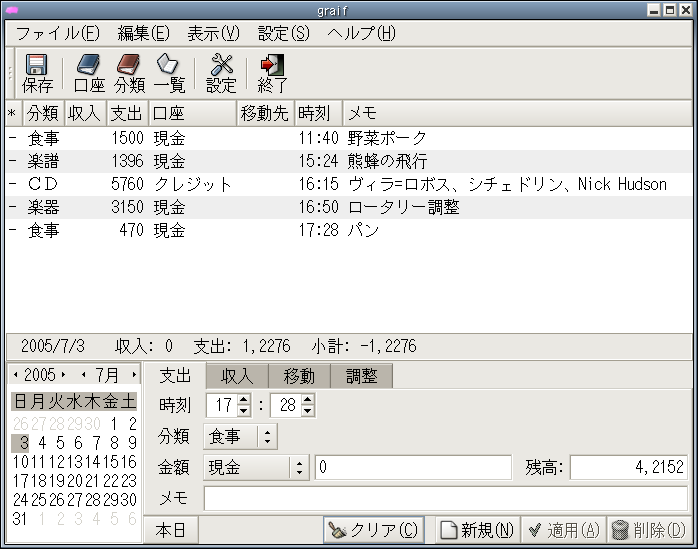 graif
ファイル(F) 編集(E) 表示(V) 設定(S) ヘルプ(H)
保存 口座 分類 一覧 設定 終了
* 分類 収入 支出 口座 移動先 時刻 メモ
− 食事 1500 現金 11:40 野菜ポーク
− 楽譜 1396 現金 15:24 熊蜂の飛行
− ＣＤ 5760 クレジット 16:15 ヴィラ=ロボス、シチェドリン、Nick Hudson
− 楽器 3150 現金 16:50 ロータリー調整
− 食事 470 現金 17:28 パン
2005/7/3 収入: 0 支出: 1,2276 小計: -1,2276
2005 7月
日 月 火 水 木 金 土
26 27 28 29 30 1 2
3 4 5 6 7 8 9
10 11 12 13 14 15 16
17 18 19 20 21 22 23
24 25 26 27 28 29 30
31 1 2 3 4 5 6
支出 収入 移動 調整
時刻 17 : 28
分類 食事
金額 現金 0 残高: 4,2152
メモ
本日 クリア(C) 新規(N) 適用(A) 削除(D)